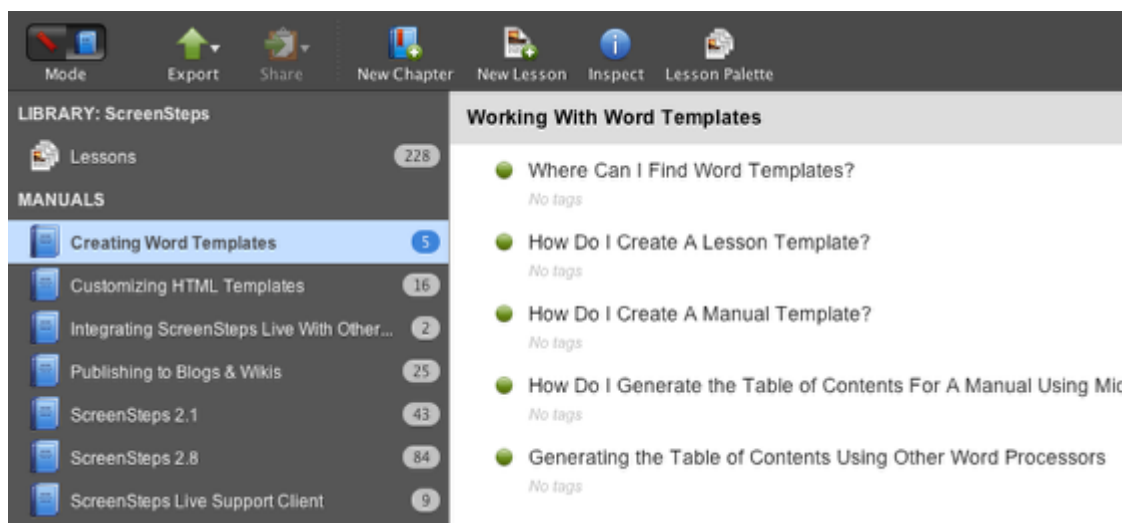 Mode
Export
Share
New Chapter
New Lesson
Inspect
Lesson Palette
LIBRARY: ScreenSteps
Lessons 228
MANUALS
Creating Word Templates 5
Customizing HTML Templates 16
Integrating ScreenSteps Live With Other... 2
Publishing to Blogs & Wikis 25
ScreenSteps 2.1 43
ScreenSteps 2.8 84
ScreenSteps Live Support Client 9
Working With Word Templates
Where Can I Find Word Templates?
No tags
How Do I Create A Lesson Template?
No tags
How Do I Create A Manual Template?
No tags
How Do I Generate the Table of Contents For A Manual Using Mic
No tags
Generating the Table of Contents Using Other Word Processors
No tags